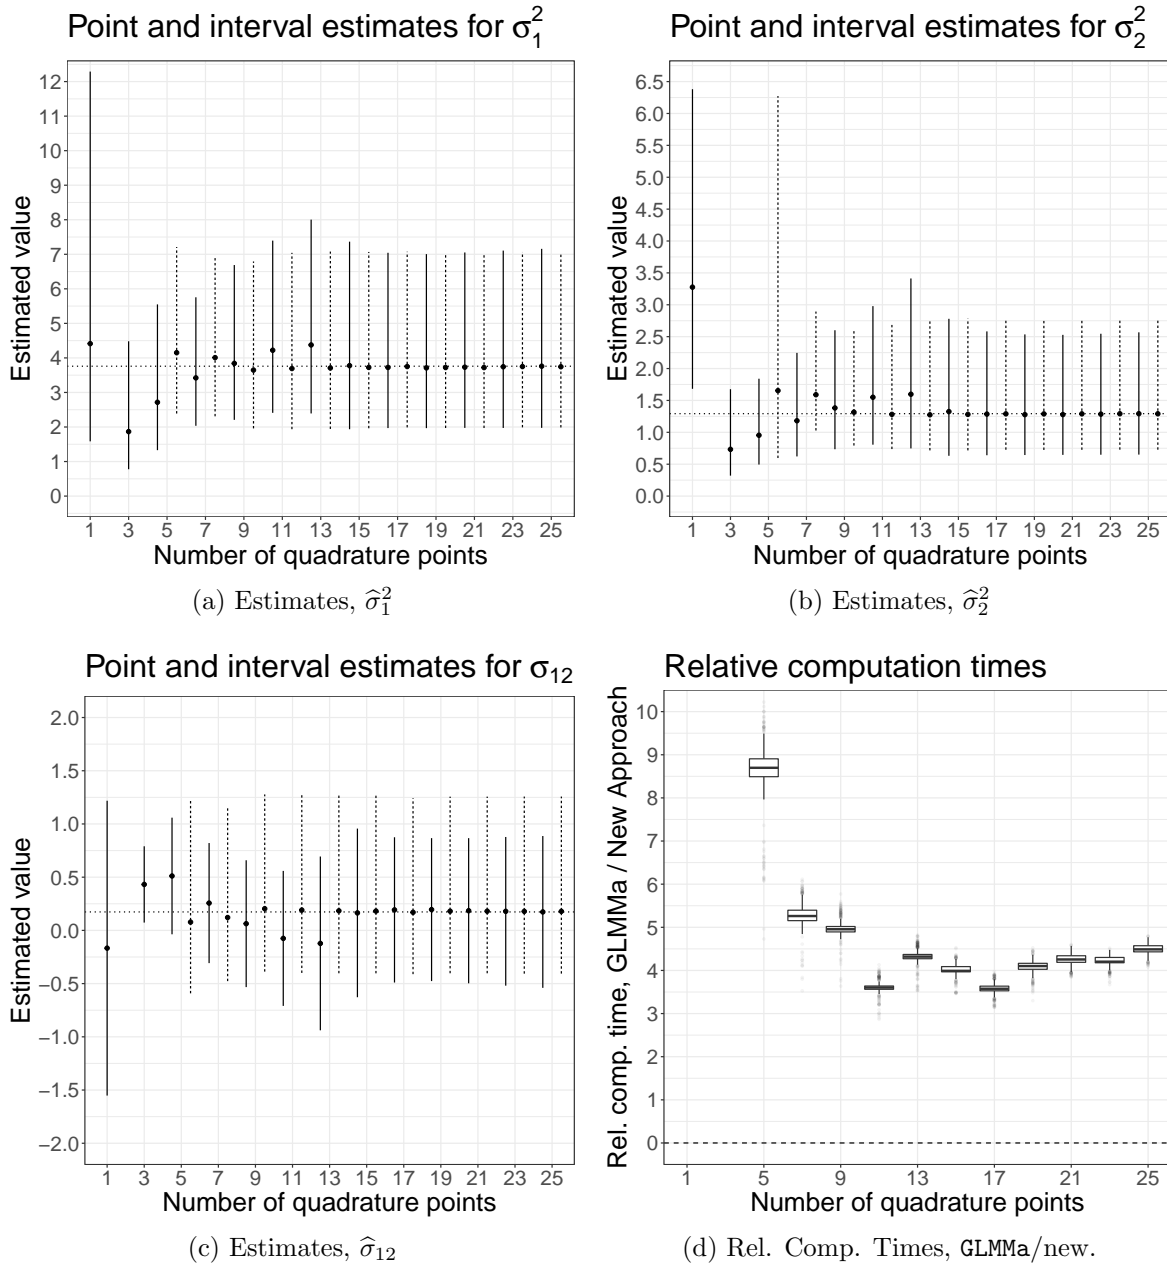 Point and interval estimates for σ₁²
Estimated value
12
11
10
9
8
7
6
5
4
3
2
1
0
1 3 5 7 9 11 13 15 17 19 21 23 25
Number of quadrature points
(a) Estimates, σ̂₁²
Point and interval estimates for σ₂²
Estimated value
6.5
6.0
5.5
5.0
4.5
4.0
3.5
3.0
2.5
2.0
1.5
1.0
0.5
0.0
1 3 5 7 9 11 13 15 17 19 21 23 25
Number of quadrature points
(b) Estimates, σ̂₂²
Point and interval estimates for σ₁₂
Estimated value
2.0
1.5
1.0
0.5
0.0
−0.5
−1.0
−1.5
−2.0
1 3 5 7 9 11 13 15 17 19 21 23 25
Number of quadrature points
(c) Estimates, σ̂₁₂
Relative computation times
Rel. comp. time, GLMMa / New Approach
10
9
8
7
6
5
4
3
2
1
0
1 5 9 13 17 21 25
Number of quadrature points
(d) Rel. Comp. Times, GLMMa/new.